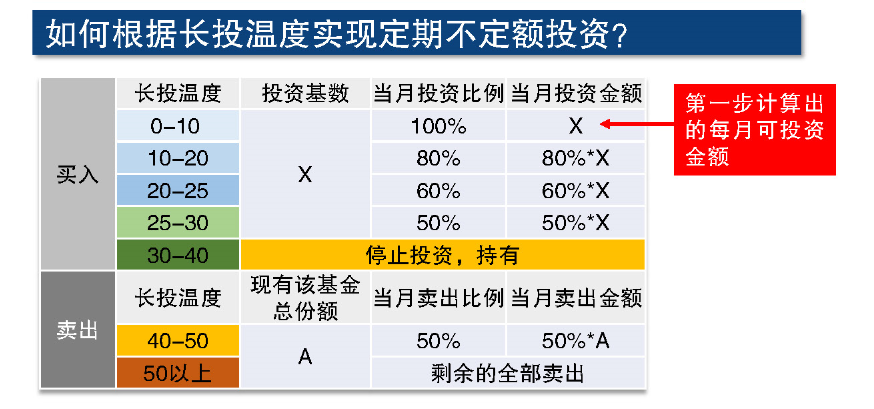 如何根据长投温度实现定期不定额投资？
长投温度 投资基数 当月投资比例 当月投资金额
买入
0-10 X 100% X
10-20 80% 80%*X
20-25 60% 60%*X
25-30 50% 50%*X
30-40 停止投资，持有
第一步计算出
的每月可投资
金额
卖出
长投温度 现有该基金
总份额 当月卖出比例 当月卖出金额
40-50 A 50% 50%*A
50以上 剩余的全部卖出